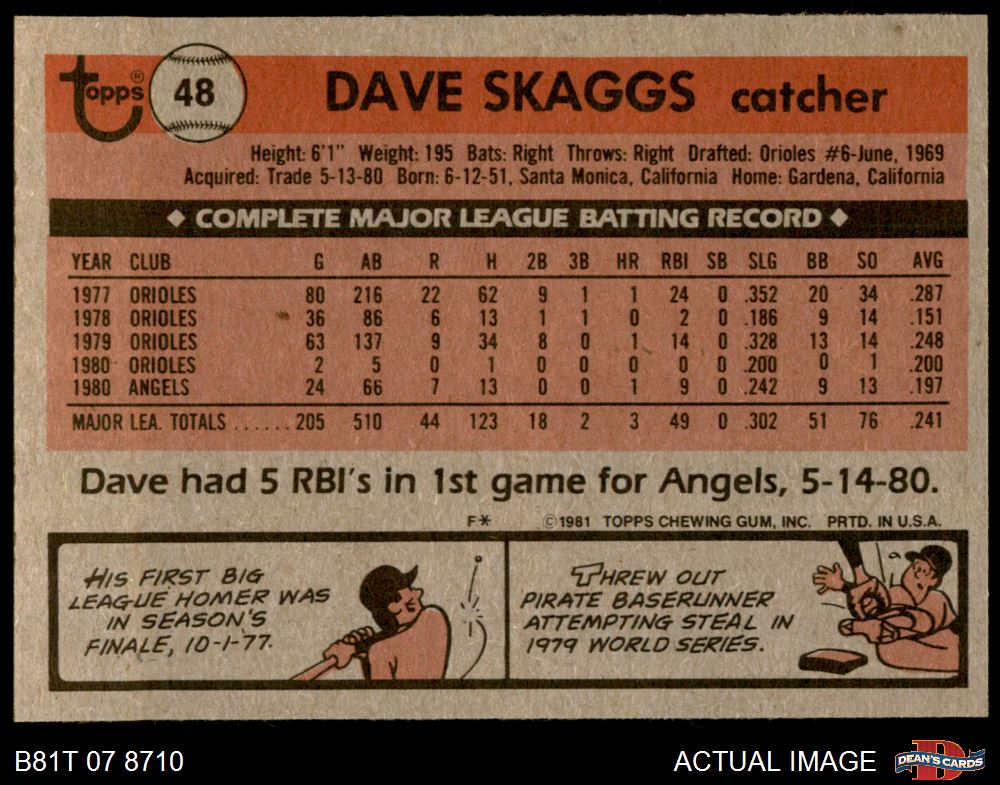 Topps® 48 DAVE SKAGGS catcher
Height: 6'1" Weight: 195 Bats: Right Throws: Right Drafted: Orioles #6-June, 1969
Acquired: Trade 5-13-80 Born: 6-12-51, Santa Monica, California Home: Gardena, California
◆ COMPLETE MAJOR LEAGUE BATTING RECORD ◆
YEAR CLUB G AB R H 2B 3B HR RBI SB SLG BB SO AVG
1977 ORIOLES 80 216 22 62 9 1 1 24 0 .352 20 34 .287
1978 ORIOLES 36 86 6 13 1 1 0 2 0 .186 9 14 .151
1979 ORIOLES 63 137 9 34 8 0 1 14 0 .328 13 14 .248
1980 ORIOLES 2 5 0 1 0 0 0 0 0 .200 0 1 .200
1980 ANGELS 24 66 7 13 0 0 1 9 0 .242 9 13 .197
MAJOR LEA. TOTALS ...... 205 510 44 123 18 2 3 49 0 .302 51 76 .241
Dave had 5 RBI's in 1st game for Angels, 5-14-80.
F* ©1981 TOPPS CHEWING GUM, INC. PRTD. IN U.S.A.
HIS FIRST BIG
LEAGUE HOMER WAS
IN SEASON'S
FINALE, 10-1-77.
THREW OUT
PIRATE BASERUNNER
ATTEMPTING STEAL IN
1979 WORLD SERIES.
B81T 07 8710 ACTUAL IMAGE D DEAN'S CARDS